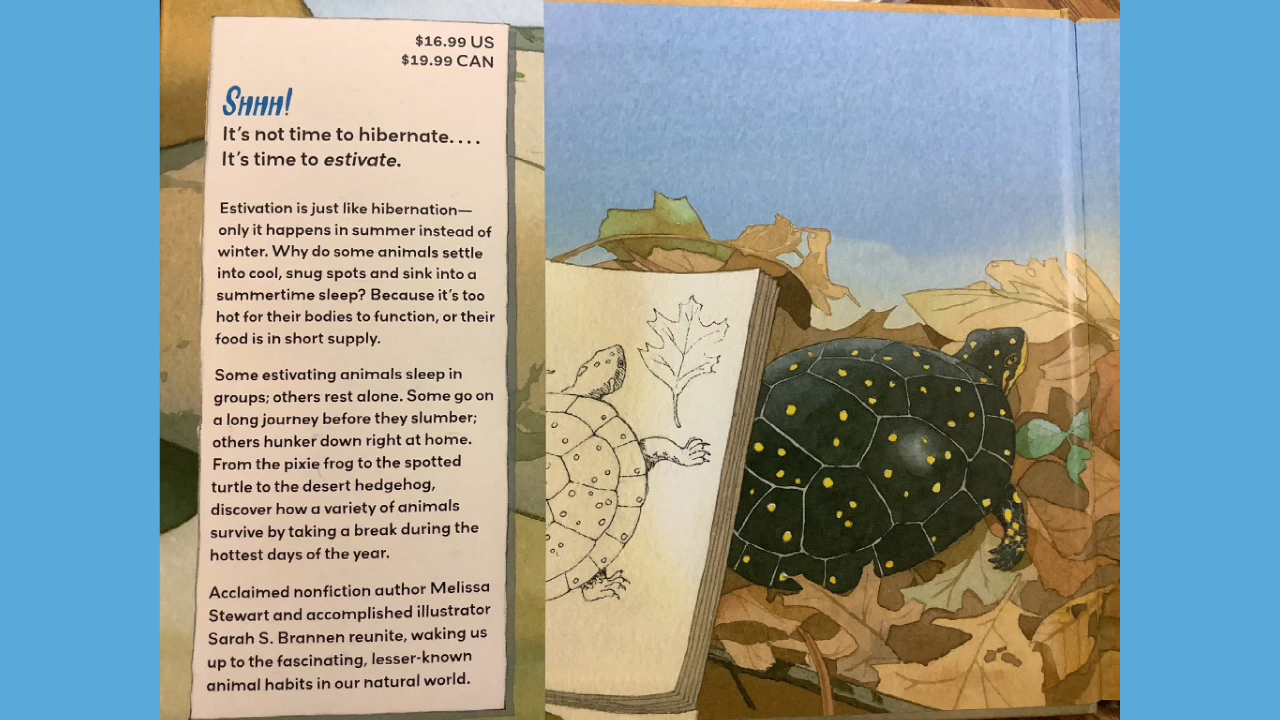 $16.99 US
$19.99 CAN
Shhh!
It's not time to hibernate....
It's time to estivate.
Estivation is just like hibernation—
only it happens in summer instead of
winter. Why do some animals settle
into cool, snug spots and sink into a
summertime sleep? Because it's too
hot for their bodies to function, or their
food is in short supply.
Some estivating animals sleep in
groups; others rest alone. Some go on
a long journey before they slumber;
others hunker down right at home.
From the pixie frog to the spotted
turtle to the desert hedgehog,
discover how a variety of animals
survive by taking a break during the
hottest days of the year.
Acclaimed nonfiction author Melissa
Stewart and accomplished illustrator
Sarah S. Brannen reunite, waking us
up to the fascinating, lesser-known
animal habits in our natural world.